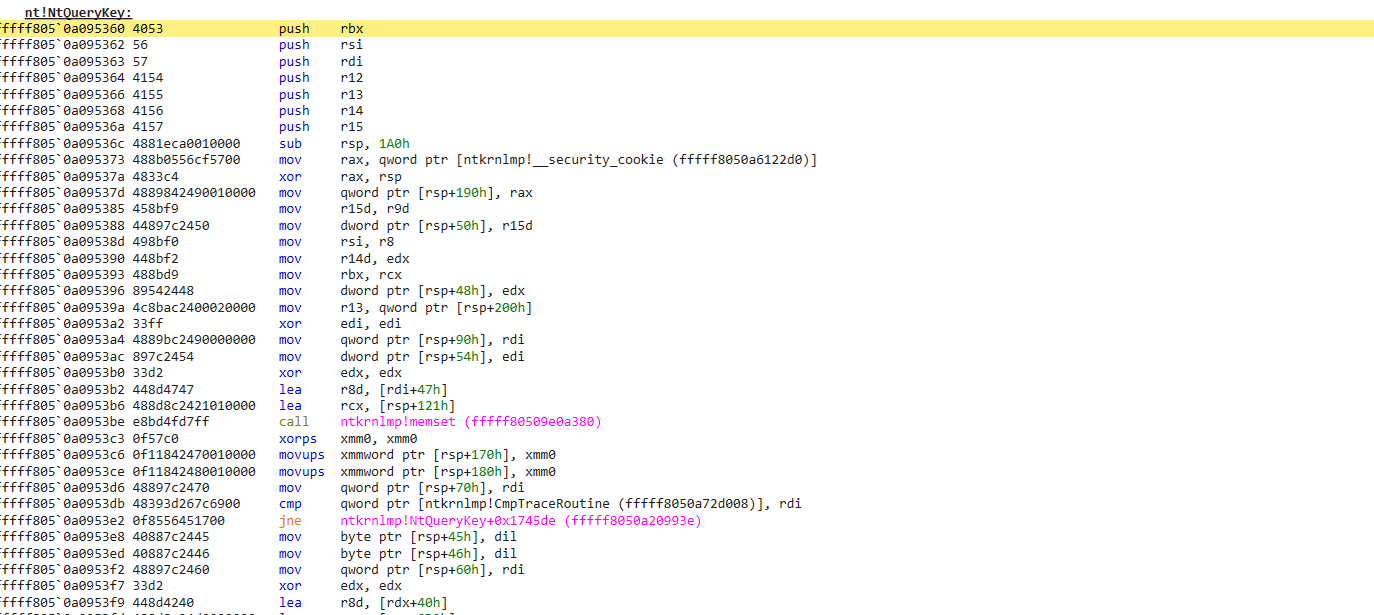 nt!NtQueryKey:
fffff805`0a095360 4053 push rbx
fffff805`0a095362 56 push rsi
fffff805`0a095363 57 push rdi
fffff805`0a095364 4154 push r12
fffff805`0a095366 4155 push r13
fffff805`0a095368 4156 push r14
fffff805`0a09536a 4157 push r15
fffff805`0a09536c 4881eca0010000 sub rsp, 1A0h
fffff805`0a095373 488b0556cf5700 mov rax, qword ptr [ntkrnlmp!__security_cookie (fffff8050a6122d0)]
fffff805`0a09537a 4833c4 xor rax, rsp
fffff805`0a09537d 4889842490010000 mov qword ptr [rsp+190h], rax
fffff805`0a095385 458bf9 mov r15d, r9d
fffff805`0a095388 44897c2450 mov dword ptr [rsp+50h], r15d
fffff805`0a09538d 498bf0 mov rsi, r8
fffff805`0a095390 448bf2 mov r14d, edx
fffff805`0a095393 488bd9 mov rbx, rcx
fffff805`0a095396 89542448 mov dword ptr [rsp+48h], edx
fffff805`0a09539a 4c8bac2400020000 mov r13, qword ptr [rsp+200h]
fffff805`0a0953a2 33ff xor edi, edi
fffff805`0a0953a4 4889bc2490000000 mov qword ptr [rsp+90h], rdi
fffff805`0a0953ac 897c2454 mov dword ptr [rsp+54h], edi
fffff805`0a0953b0 33d2 xor edx, edx
fffff805`0a0953b2 448d4747 lea r8d, [rdi+47h]
fffff805`0a0953b6 488d8c2421010000 lea rcx, [rsp+121h]
fffff805`0a0953be e8bd4fd7ff call ntkrnlmp!memset (fffff80509e0a380)
fffff805`0a0953c3 0f57c0 xorps xmm0, xmm0
fffff805`0a0953c6 0f11842470010000 movups xmmword ptr [rsp+170h], xmm0
fffff805`0a0953ce 0f11842480010000 movups xmmword ptr [rsp+180h], xmm0
fffff805`0a0953d6 48897c2470 mov qword ptr [rsp+70h], rdi
fffff805`0a0953db 48393d267c6900 cmp qword ptr [ntkrnlmp!CmpTraceRoutine (fffff8050a72d008)], rdi
fffff805`0a0953e2 0f8556451700 jne ntkrnlmp!NtQueryKey+0x1745de (fffff8050a20993e)
fffff805`0a0953e8 40887c2445 mov byte ptr [rsp+45h], dil
fffff805`0a0953ed 40887c2446 mov byte ptr [rsp+46h], dil
fffff805`0a0953f2 48897c2460 mov qword ptr [rsp+60h], rdi
fffff805`0a0953f7 33d2 xor edx, edx
fffff805`0a0953f9 448d4240 lea r8d, [rdx+40h]